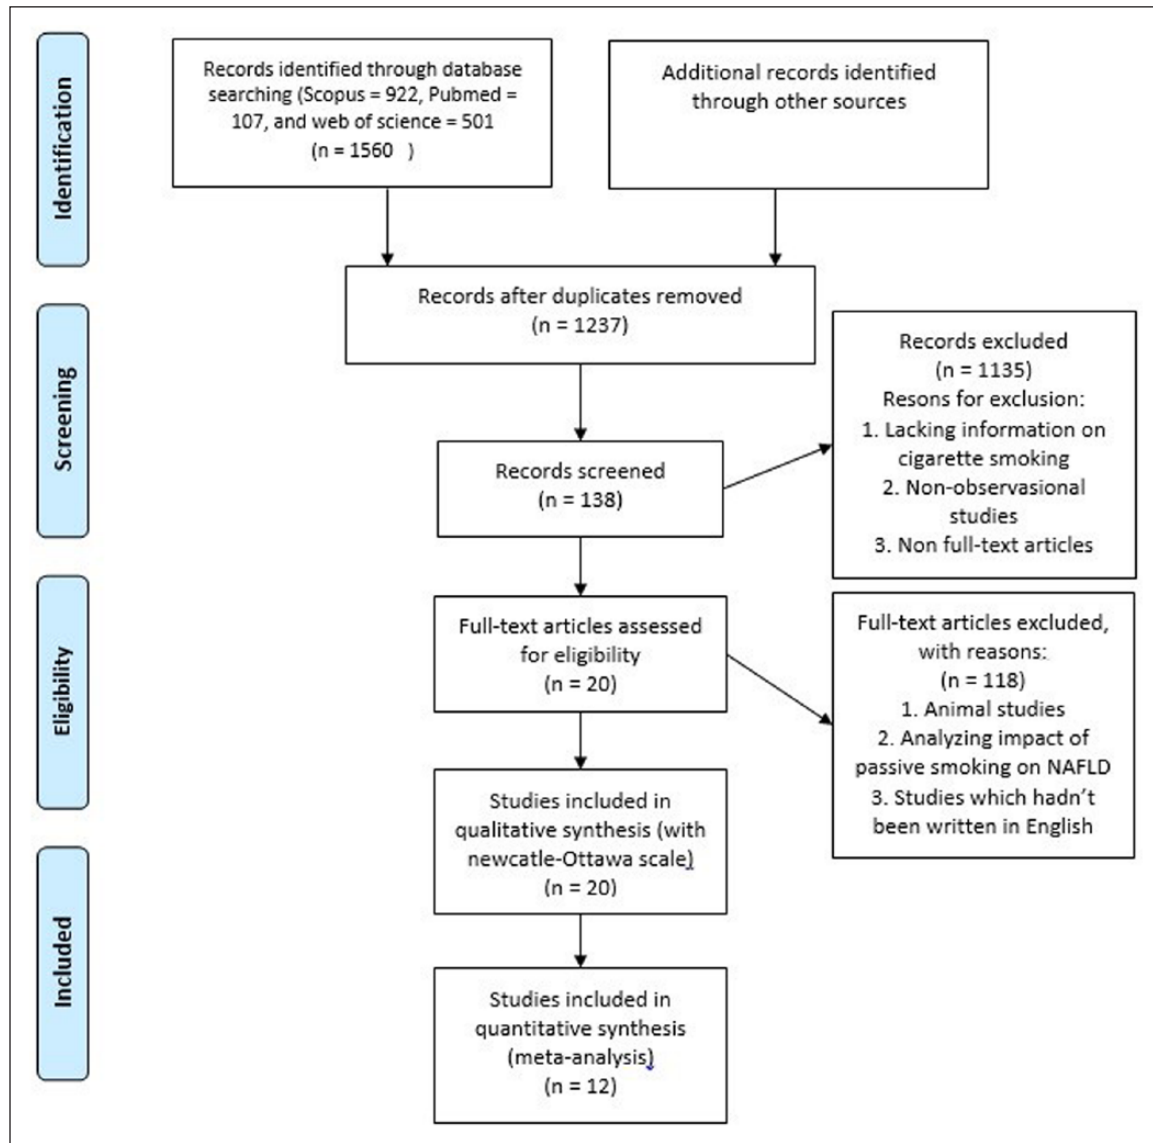 Identification
Records identified through database
searching (Scopus = 922, Pubmed =
107, and web of science = 501
(n = 1560 )
Additional records identified
through other sources
Records after duplicates removed
(n = 1237)
Screening
Records screened
(n = 138)
Records excluded
(n = 1135)
Resons for exclusion:
1. Lacking information on
cigarette smoking
2. Non-observasional
studies
3. Non full-text articles
Eligibility
Full-text articles assessed
for eligibility
(n = 20)
Full-text articles excluded,
with reasons:
(n = 118)
1. Animal studies
2. Analyzing impact of
passive smoking on NAFLD
3. Studies which hadn't
been written in English
Studies included in
qualitative synthesis (with
newcatle-Ottawa scale)
(n = 20)
Included
Studies included in
quantitative synthesis
(meta-analysis)
(n = 12)